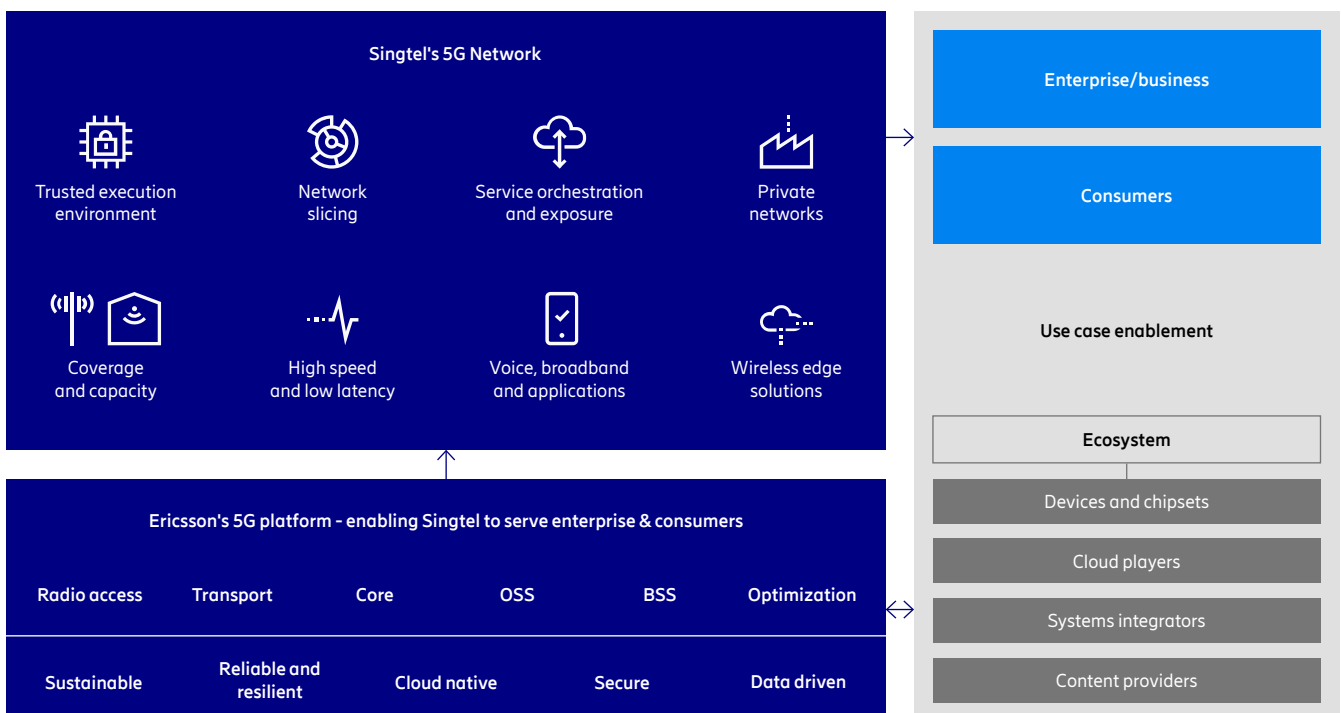 Singtel's 5G Network
Trusted execution
environment
Network
slicing
Service orchestration
and exposure
Private
networks
Coverage
and capacity
High speed
and low latency
Voice, broadband
and applications
Wireless edge
solutions
Ericsson's 5G platform - enabling Singtel to serve enterprise & consumers
Radio access
Transport
Core
OSS
BSS
Optimization
Sustainable
Reliable and
resilient
Cloud native
Secure
Data driven
Enterprise/business
Consumers
Use case enablement
Ecosystem
Devices and chipsets
Cloud players
Systems integrators
Content providers